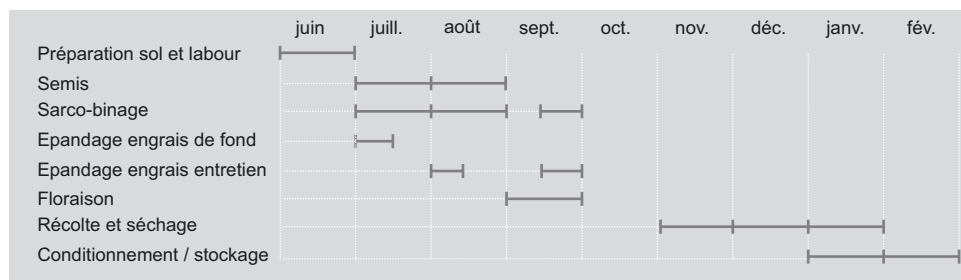 juin juill. août sept. oct. nov. déc. janv. fév.
Préparation sol et labour
Semis
Sarco-binage
Epandage engrais de fond
Epandage engrais entretien
Floraison
Récolte et séchage
Conditionnement / stockage